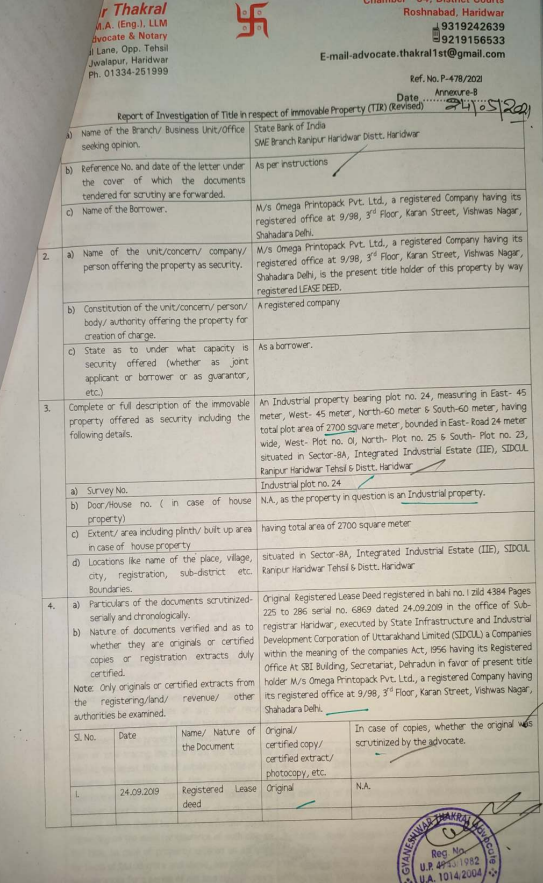 r Thakral
M.A. (Eng.), LLM
dvocate & Notary
al Lane, Opp. Tehsil
Jwalapur, Haridwar
Ph. 01334-251999
District Courts
Roshnabad, Haridwar
9319242639
9219156533
E-mail-advocate.thakral1st@gmail.com
Ref. No. P-478/2021
Annexure-B
Date 24/05/2021
Report of Investigation of Title in respect of immovable Property (TIR) (Revised)
a) Name of the Branch/ Business Unit/Office seeking opinion.
State Bank of India
SME Branch Ranipur Haridwar Distt. Haridwar
b) Reference No. and date of the letter under the cover of which the documents tendered for scrutiny are forwarded.
As per instructions
c) Name of the Borrower.
M/s Omega Printopack Pvt. Ltd., a registered Company having its
registered office at 9/98, 3rd Floor, Karan Street, Vishwas Nagar,
Shahadara Delhi.
2. a) Name of the unit/concern/ company/ person offering the property as security.
M/s Omega Printopack Pvt. Ltd., a registered Company having its
registered office at 9/98, 3rd Floor, Karan Street, Vishwas Nagar,
Shahadara Delhi, is the present title holder of this property by way
registered LEASE DEED.
b) Constitution of the unit/concern/ person/ body/ authority offering the property for creation of charge.
A registered company
c) State as to under what capacity is security offered (whether as joint applicant or borrower or as guarantor, etc.)
As a borrower.
3. Complete or full description of the immovable property offered as security including the following details.
An Industrial property bearing plot no. 24, measuring in East- 45
meter, West- 45 meter, North-60 meter & South-60 meter, having
total plot area of 2700 square meter, bounded in East-Road 24 meter
wide, West- Plot no. 01, North- Plot no. 25 & South- Plot no. 23,
situated in Sector-8A, Integrated Industrial Estate (IIE), SIDCUL
Ranipur Haridwar Tehsil & Distt. Haridwar
a) Survey No.
Industrial plot no. 24
b) Door/House no. ( in case of house property)
N.A., as the property in question is an Industrial property.
c) Extent/ area including plinth/ built up area in case of house property
having total area of 2700 square meter
d) Locations like name of the place, village, city, registration, sub-district etc. Boundaries.
situated in Sector-8A, Integrated Industrial Estate (IIE), SIDCUL
Ranipur Haridwar Tehsil & Distt. Haridwar
4. a) Particulars of the documents scrutinized-serially and chronologically.
b) Nature of documents verified and as to whether they are originals or certified copies or registration extracts duly certified.
Note: Only originals or certified extracts from the registering/land/ revenue/ other authorities be examined.
Original Registered Lease Deed registered in bahi no. I zild 4384 Pages
225 to 286 serial no. 6869 dated 24.09.2019 in the office of Sub-
registrar Haridwar, executed by State Infrastructure and Industrial
Development Corporation of Uttarakhand Limited (SIDCUL) a Companies
within the meaning of the companies Act, 1956 having its Registered
Office At SBI Building, Secretariat, Dehradun in favor of present title
holder M/s Omega Printopack Pvt. Ltd., a registered Company having
its registered office at 9/98, 3rd Floor, Karan Street, Vishwas Nagar,
Shahadara Delhi.
Sl. No.
Date
Name/ Nature of the Document
Original/ certified copy/ certified extract/ photocopy, etc.
In case of copies, whether the original was scrutinized by the advocate.
1.
24.09.2019
Registered Lease deed
Original
N.A.
GYANESHWAR THAKRAL Advocate
Reg. No.
1982
U.A. 1014/2004